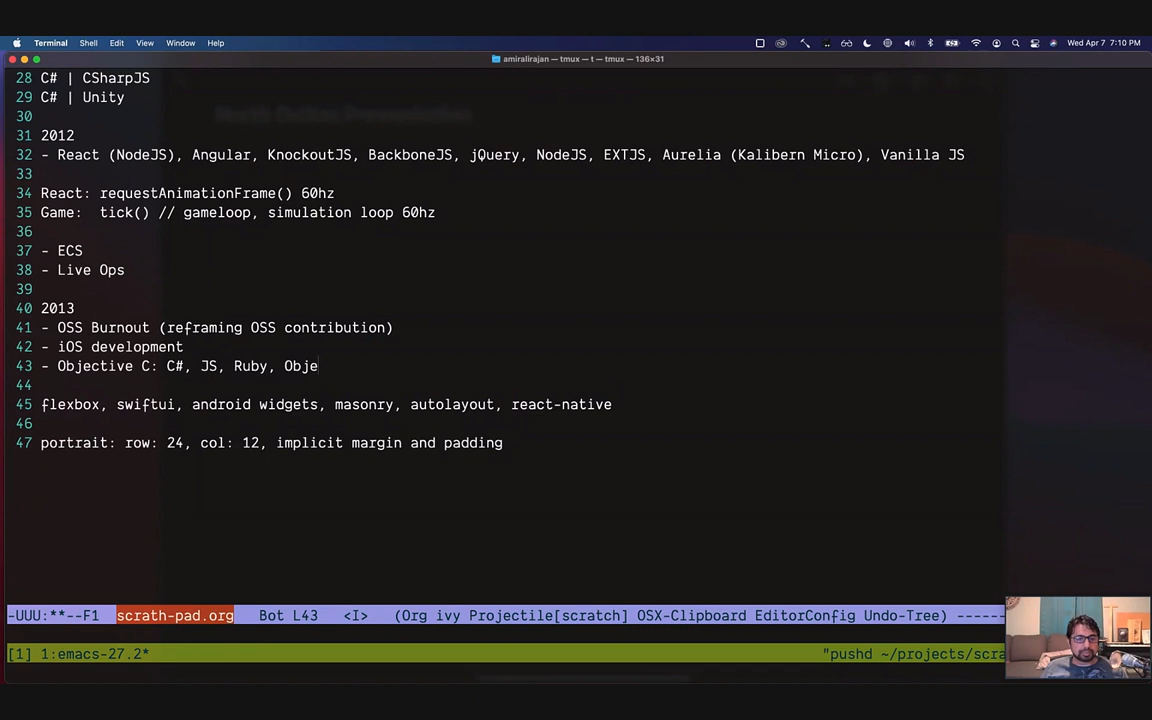 Terminal Shell Edit View Window Help Wed Apr 7 7:10 PM
amiralirajan — tmux — t — tmux — 136×31
28 C# | CSharpJS
29 C# | Unity
30
31 2012
32 - React (NodeJS), Angular, KnockoutJS, BackboneJS, jQuery, NodeJS, EXTJS, Aurelia (Kalibern Micro), Vanilla JS
33
34 React: requestAnimationFrame() 60hz
35 Game: tick() // gameloop, simulation loop 60hz
36
37 - ECS
38 - Live Ops
39
40 2013
41 - OSS Burnout (reframing OSS contribution)
42 - iOS development
43 - Objective C: C#, JS, Ruby, Obje
44
45 flexbox, swiftui, android widgets, masonry, autolayout, react-native
46
47 portrait: row: 24, col: 12, implicit margin and padding
-UUU:**--F1 scrath-pad.org Bot L43 <I> (Org ivy Projectile[scratch] OSX-Clipboard EditorConfig Undo-Tree) ------
[1] 1:emacs-27.2* "pushd ~/projects/scra